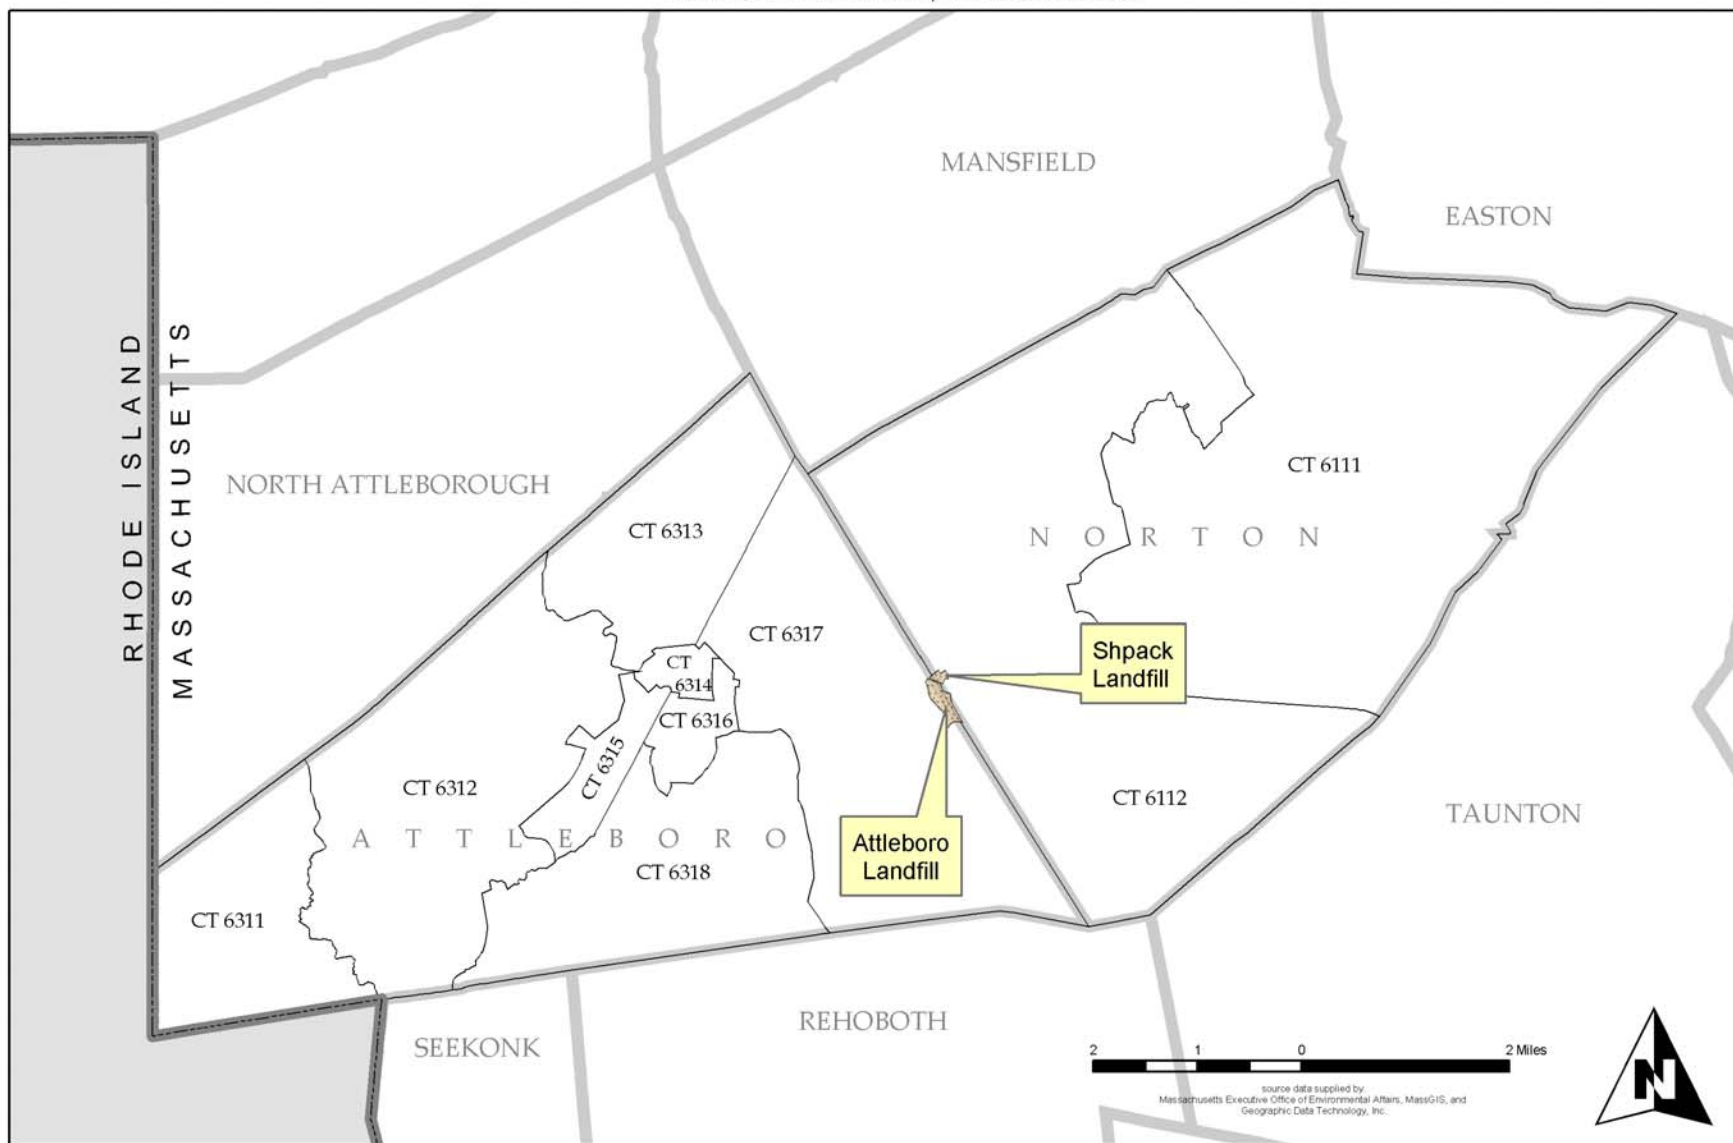 MANSFIELD
EASTON
RHODE ISLAND
MASSACHUSETTS
NORTH ATTLEBOROUGH
CT 6111
CT 6313
NORTON
CT 6317
Shpack
Landfill
CT
6314
CT 6316
CT 6315
CT 6312
CT 6112
TAUNTON
ATTLEBORO
Attleboro
Landfill
CT 6318
CT 6311
REHOBOTH
SEEKONK
2 1 0 2 Miles
source data supplied by:
Massachusetts Executive Office of Environmental Affairs, MassGIS, and
Geographic Data Technology, Inc.
N